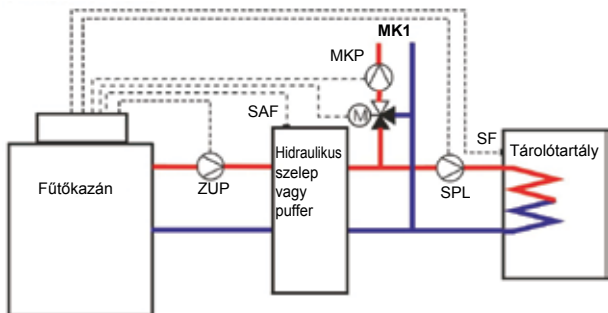 MK1
MKP
SAF
M
SF
Hidraulikus
szelep
vagy
puffer
Tárolótartály
Fűtőkazán
ZUP
SPL